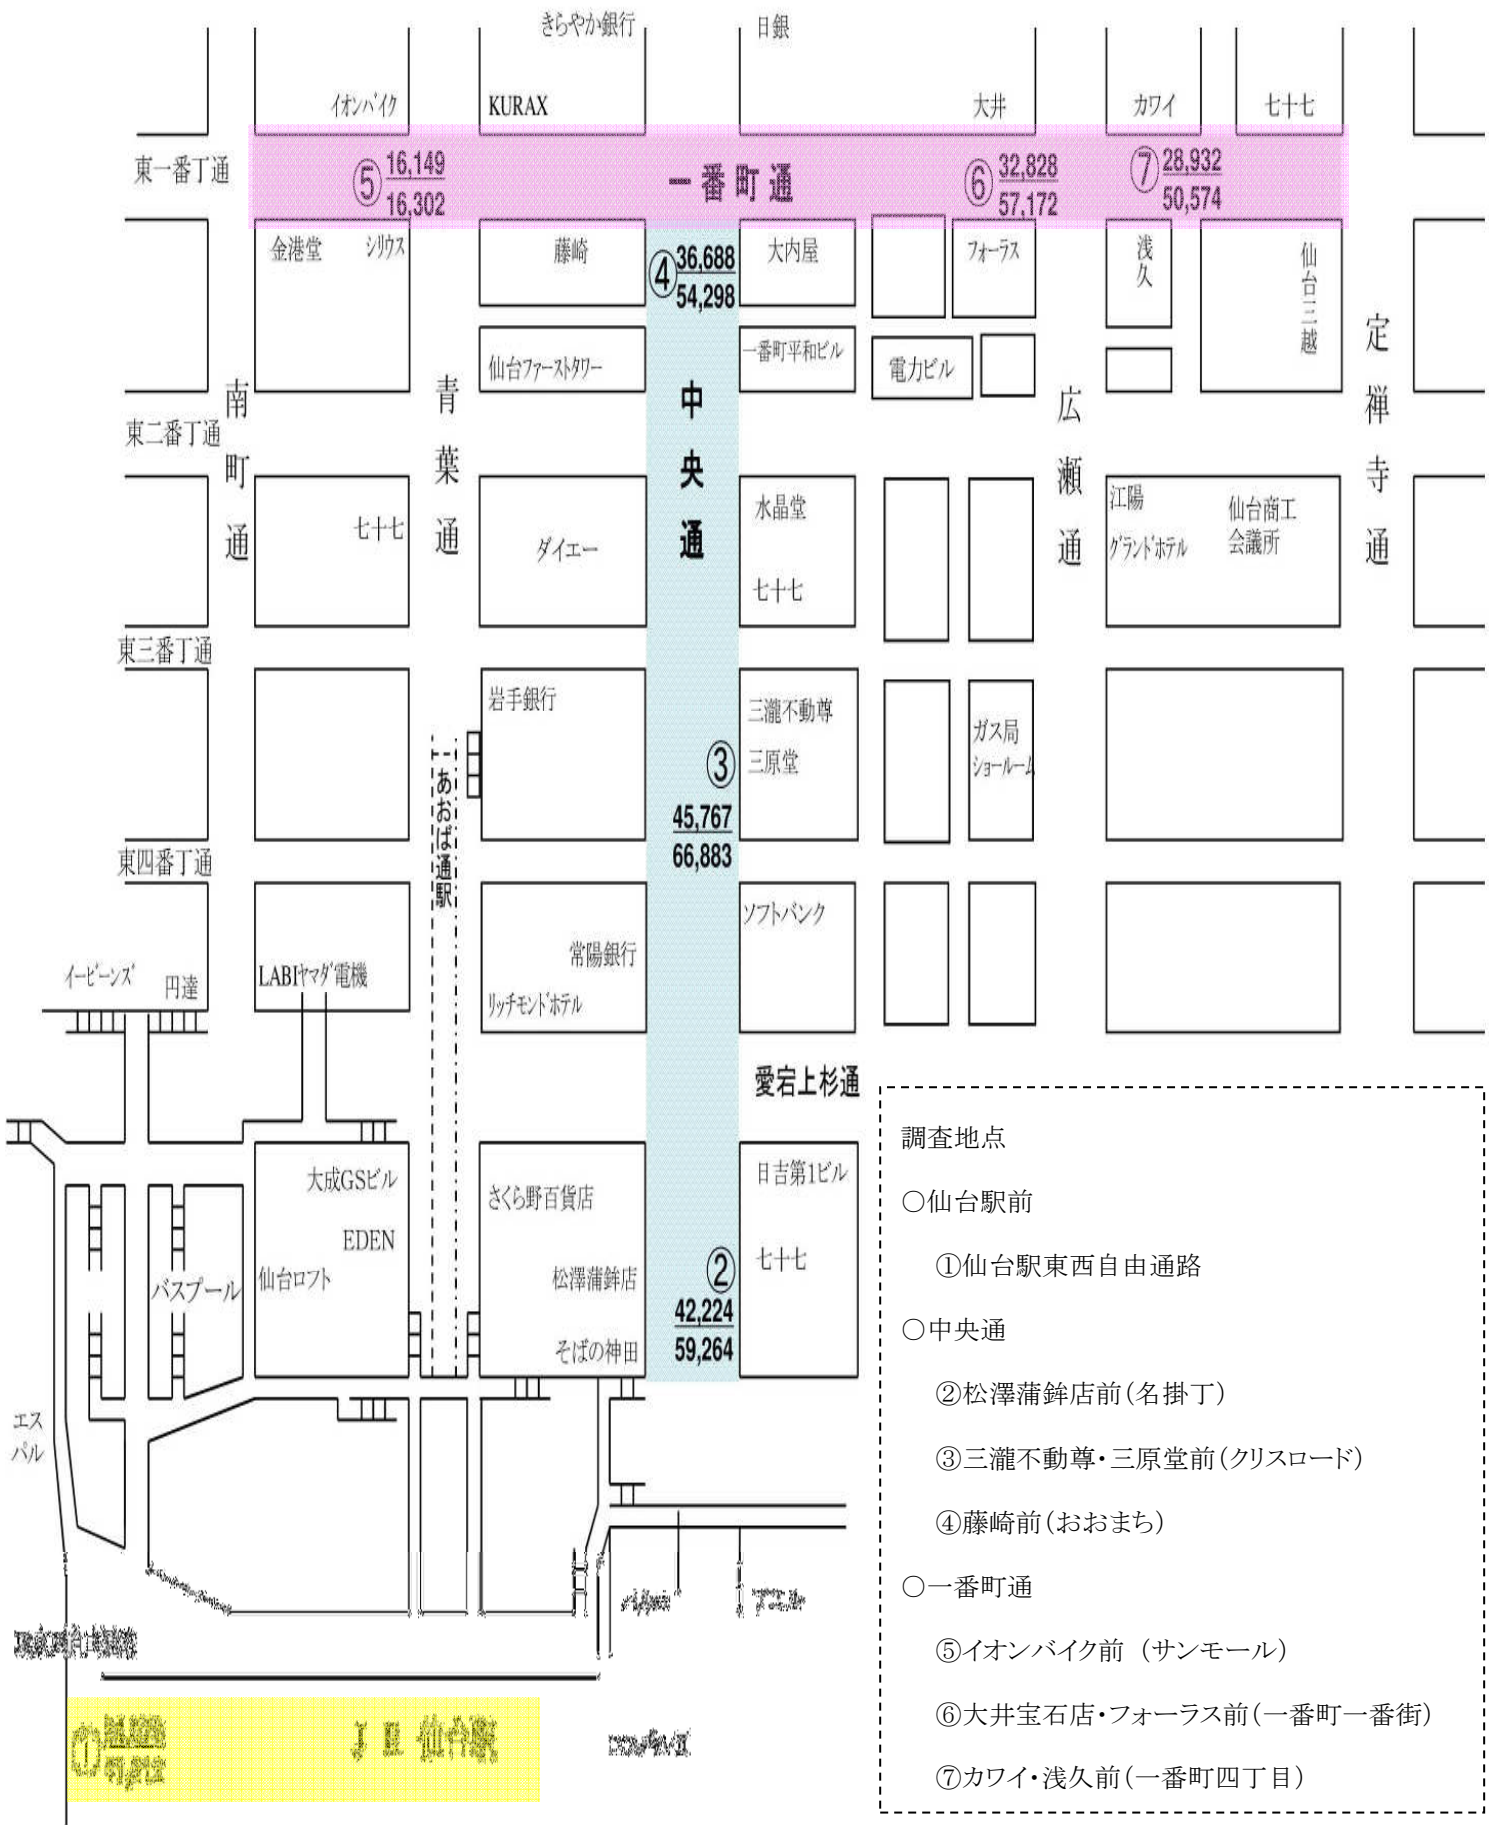 きらやか銀行
日銀
イオンバイク
KURAX
大井
カワイ
七十七
東一番丁通
⑤ 16,149
16,302
一番町通
⑥ 32,828
57,172
⑦ 28,932
50,574
金港堂
シリウス
藤崎
④ 36,688
54,298
大内屋
フォーラス
浅久
仙台三越
仙台ファーストタワー
一番町平和ビル
電力ビル
南町通
青葉通
中央通
広瀬通
定禅寺通
東二番丁通
七十七
ダイエー
水晶堂
七十七
江陽
グランドホテル
仙台商工
会議所
東三番丁通
岩手銀行
三瀧不動尊
三原堂
③
45,767
66,883
ガス局
ショールーム
あおば通駅
東四番丁通
イービーンズ
円達
LABIヤマダ電機
常陽銀行
リッチモンドホテル
ソフトバンク
愛宕上杉通
大成GSビル
EDEN
仙台ロフト
バスプール
さくら野百貨店
松澤蒲鉾店
そばの神田
日吉第1ビル
七十七
②
42,224
59,264
エス
パル
①
JR 仙台駅
調査地点
○仙台駅前
①仙台駅東西自由通路
○中央通
②松澤蒲鉾店前(名掛丁)
③三瀧不動尊・三原堂前(クリスロード)
④藤崎前(おおまち)
○一番町通
⑤イオンバイク前 (サンモール)
⑥大井宝石店・フォーラス前(一番町一番街)
⑦カワイ・浅久前(一番町四丁目)